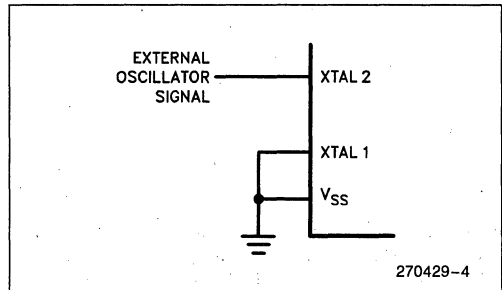 EXTERNAL
OSCILLATOR
SIGNAL
XTAL 2
XTAL 1
VSS
270429-4